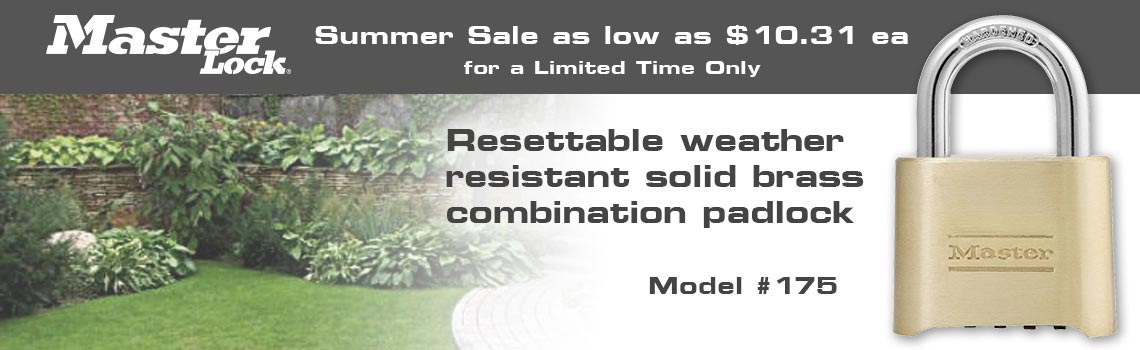 Master Lock®
Summer Sale as low as $10.31 ea
for a Limited Time Only
HARDENED
Resettable weather
resistant solid brass
combination padlock
Master
Model #175